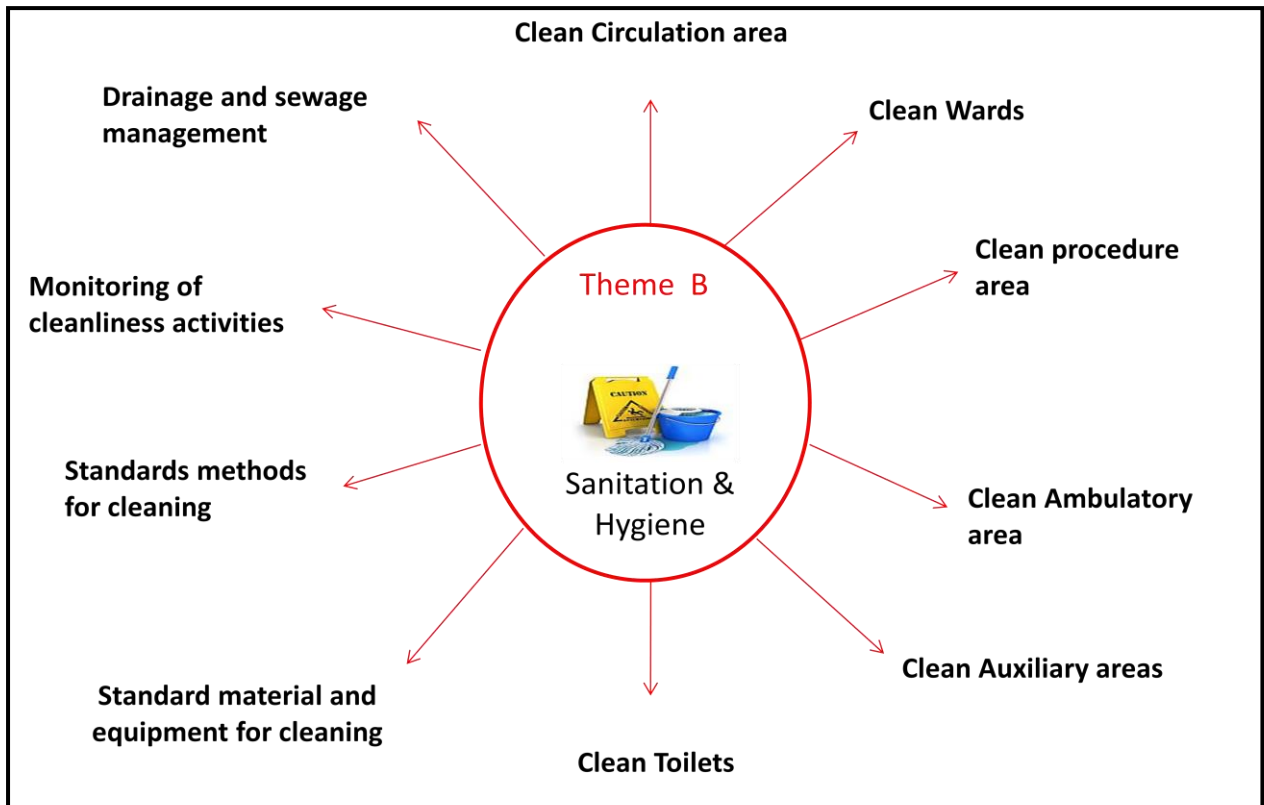 Clean Circulation area
Drainage and sewage
management
Clean Wards
Clean procedure
area
Theme B
Monitoring of
cleanliness activities
CAUTION
Sanitation &
Hygiene
Standards methods
for cleaning
Clean Ambulatory
area
Clean Auxiliary areas
Standard material and
equipment for cleaning
Clean Toilets